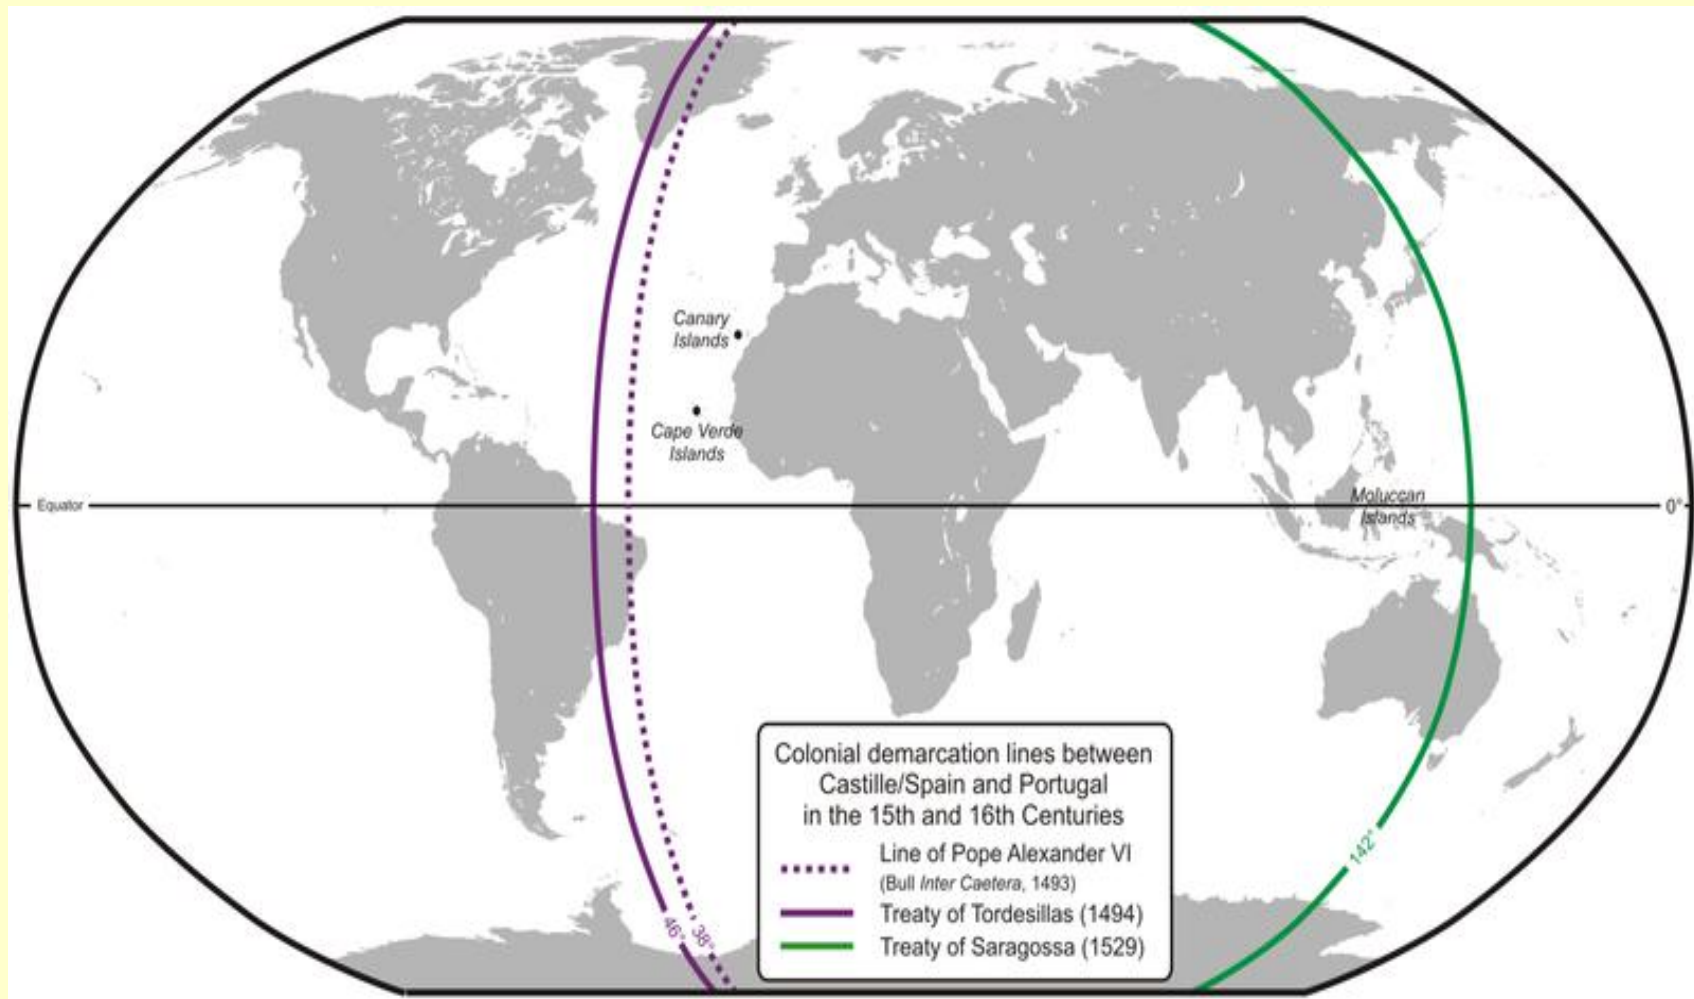 Canary
Islands
Cape Verde
Islands
Equator
Moluccan
Islands
0°
Colonial demarcation lines between
Castille/Spain and Portugal
in the 15th and 16th Centuries
Line of Pope Alexander VI
(Bull Inter Caetera, 1493)
Treaty of Tordesillas (1494)
Treaty of Saragossa (1529)
142°
46°
38°